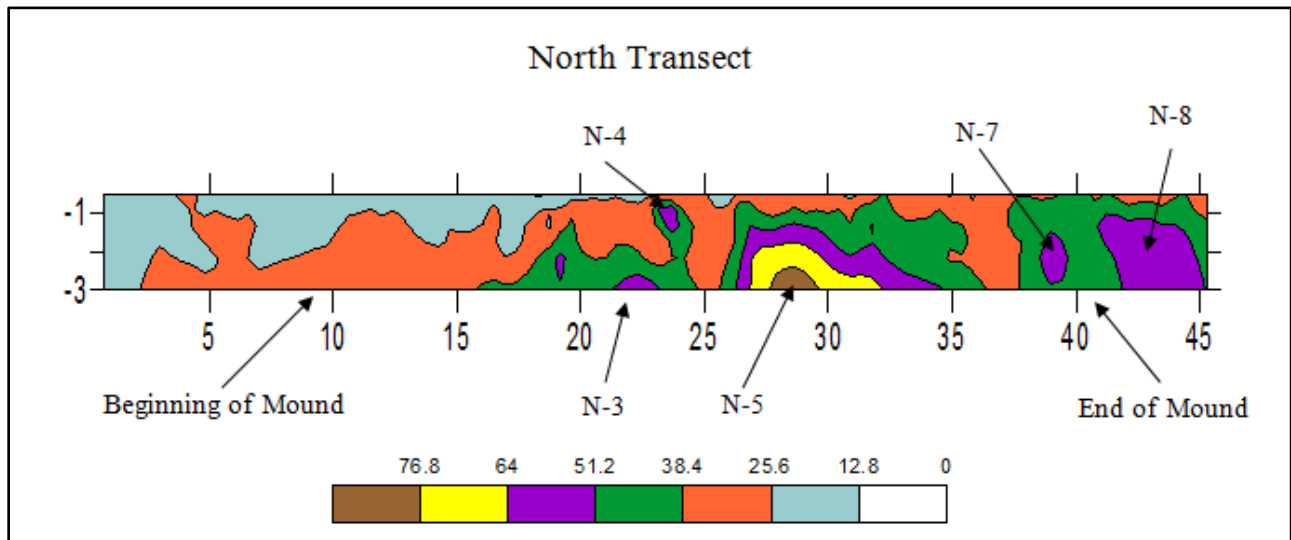 North Transect
N-4
N-7
N-8
-1
-3
5 10 15 20 25 30 35 40 45
Beginning of Mound
N-3
N-5
End of Mound
76.8 64 51.2 38.4 25.6 12.8 0